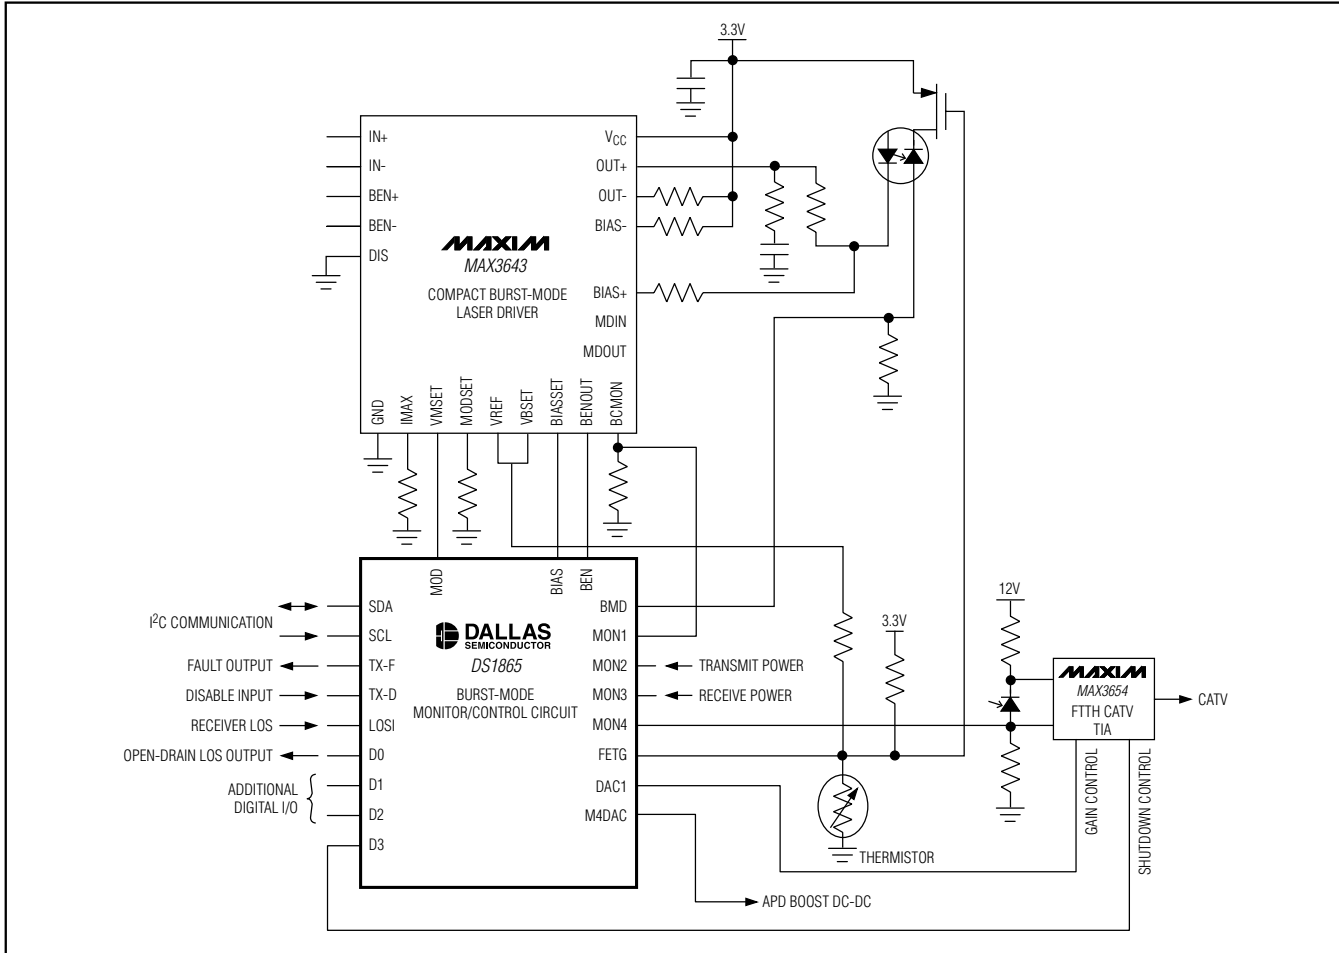 3.3V
IN+
IN-
BEN+
BEN-
DIS
VCC
OUT+
OUT-
BIAS-
BIAS+
MDIN
MDOUT
MAXIM
MAX3643
COMPACT BURST-MODE
LASER DRIVER
GND
IMAX
VMSET
MODSET
VREF
VBSET
BIASSET
BENOUT
BCMON
MOD
BIAS
BEN
I²C COMMUNICATION
FAULT OUTPUT
DISABLE INPUT
RECEIVER LOS
OPEN-DRAIN LOS OUTPUT
ADDITIONAL
DIGITAL I/O
SDA
SCL
TX-F
TX-D
LOSI
D0
D1
D2
D3
DALLAS
SEMICONDUCTOR
DS1865
BURST-MODE
MONITOR/CONTROL CIRCUIT
BMD
MON1
MON2
MON3
MON4
FETG
DAC1
M4DAC
TRANSMIT POWER
RECEIVE POWER
3.3V
THERMISTOR
APD BOOST DC-DC
12V
MAXIM
MAX3654
FTTH CATV
TIA
CATV
GAIN CONTROL
SHUTDOWN CONTROL